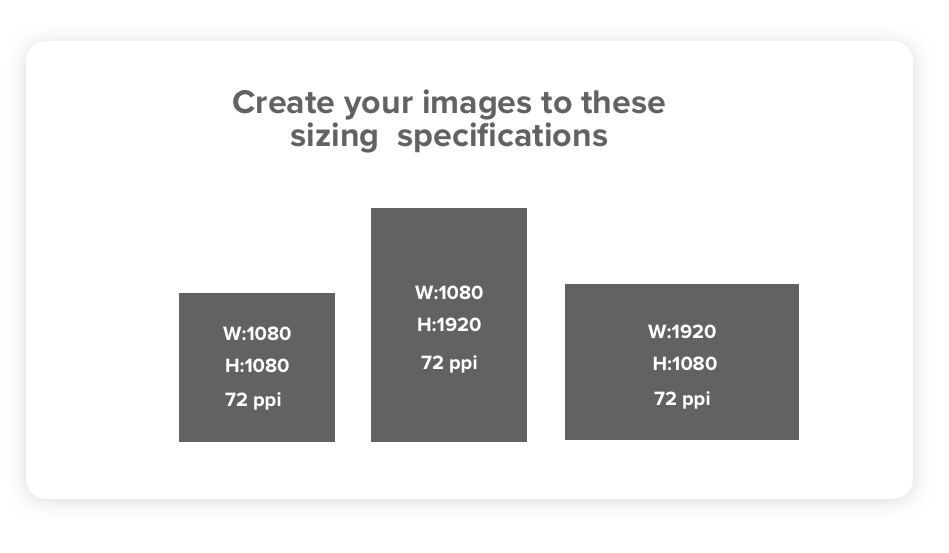 Create your images to these
sizing  specifications
W:1080
H:1080
72 ppi
W:1080
H:1920
72 ppi
W:1920
H:1080
72 ppi